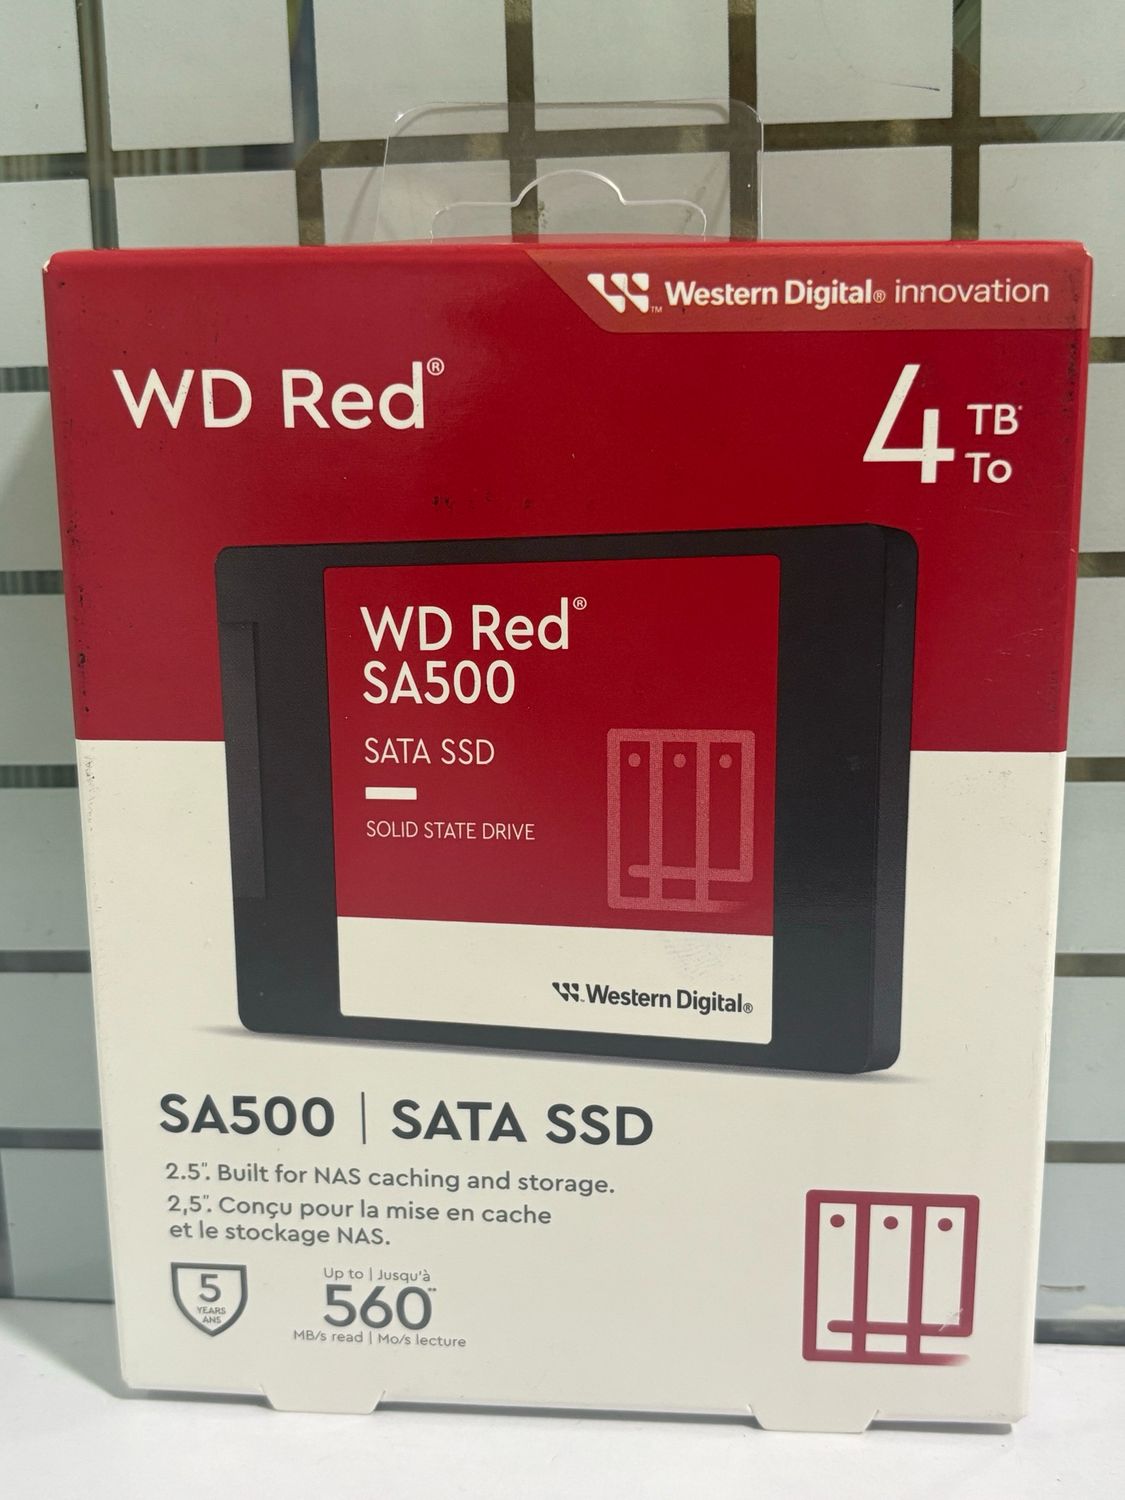 Western Digital® innovation
WD Red®
4 TB*
To
WD Red®
SA500
SATA SSD
SOLID STATE DRIVE
Western Digital®
SA500 | SATA SSD
2.5". Built for NAS caching and storage.
2,5". Conçu pour la mise en cache
et le stockage NAS.
5
YEARS
ANS
Up to | Jusqu'à
560**
MB/s read | Mo/s lecture